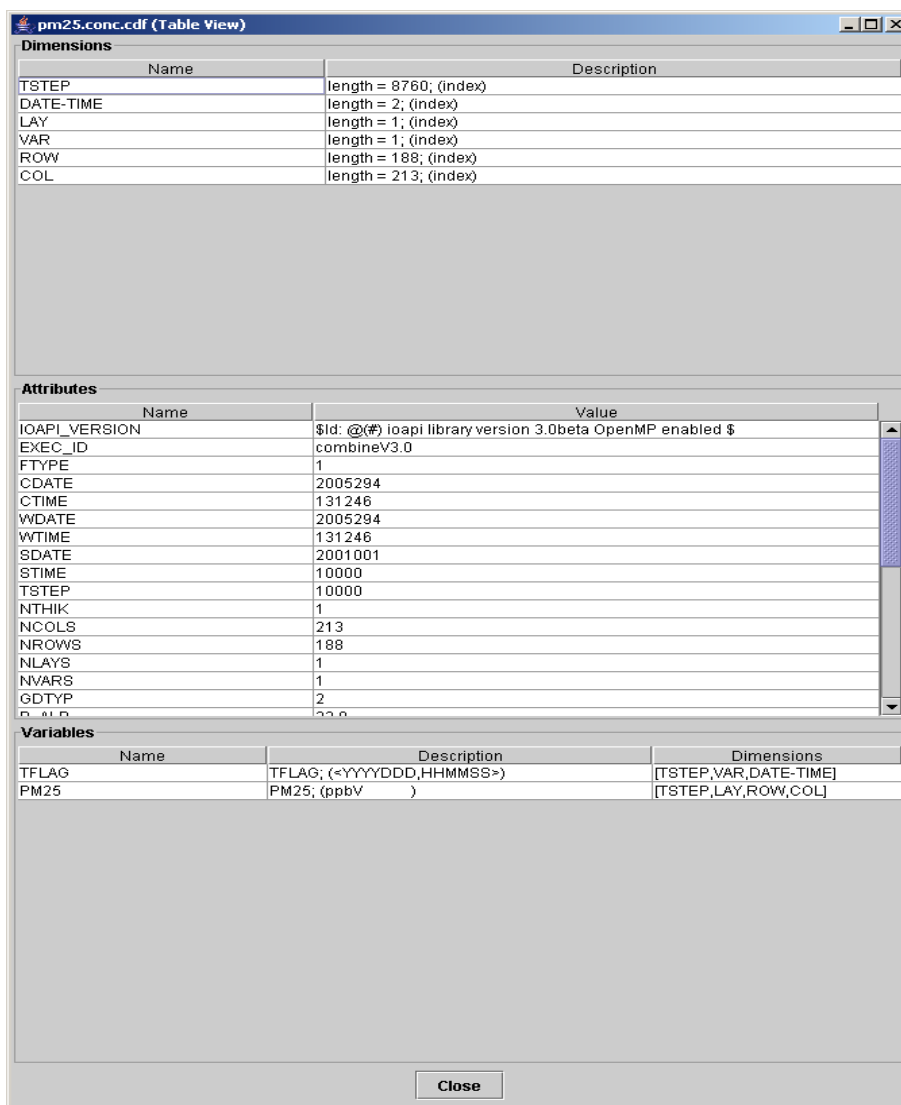 pm25.conc.cdf (Table View)
Dimensions
Name Description
TSTEP length = 8760; (index)
DATE-TIME length = 2; (index)
LAY length = 1; (index)
VAR length = 1; (index)
ROW length = 188; (index)
COL length = 213; (index)
Attributes
Name Value
IOAPI_VERSION $Id: @(#) ioapi library version 3.0beta OpenMP enabled $
EXEC_ID combineV3.0
FTYPE 1
CDATE 2005294
CTIME 131246
WDATE 2005294
WTIME 131246
SDATE 2001001
STIME 10000
TSTEP 10000
NTHIK 1
NCOLS 213
NROWS 188
NLAYS 1
NVARS 1
GDTYP 2
Variables
Name Description Dimensions
TFLAG TFLAG; (<YYYYDDD,HHMMSS>) [TSTEP,VAR,DATE-TIME]
PM25 PM25; (ppbV ) [TSTEP,LAY,ROW,COL]
Close